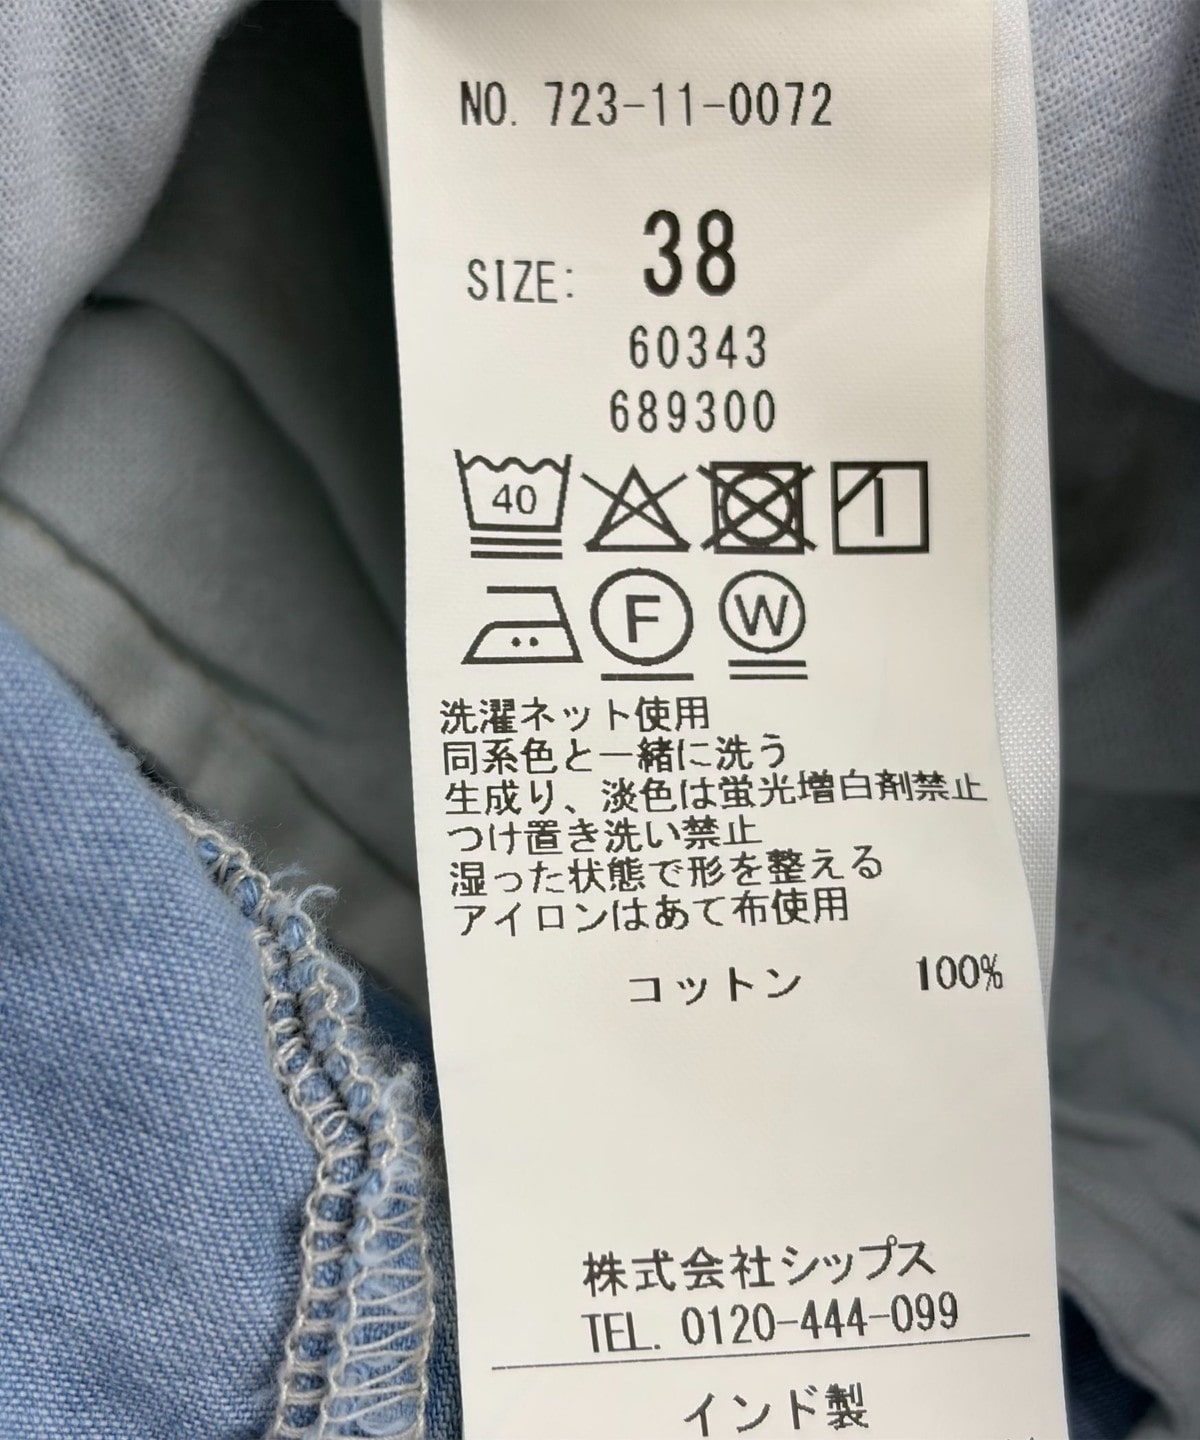 NO. 723-11-0072
SIZE: 38
60343
689300
40
F W
洗濯ネット使用
同系色と一緒に洗う
生成り、淡色は蛍光増白剤禁止
つけ置き洗い禁止
湿った状態で形を整える
アイロンはあて布使用
コットン 100%
株式会社シップス
TEL. 0120-444-099
インド製